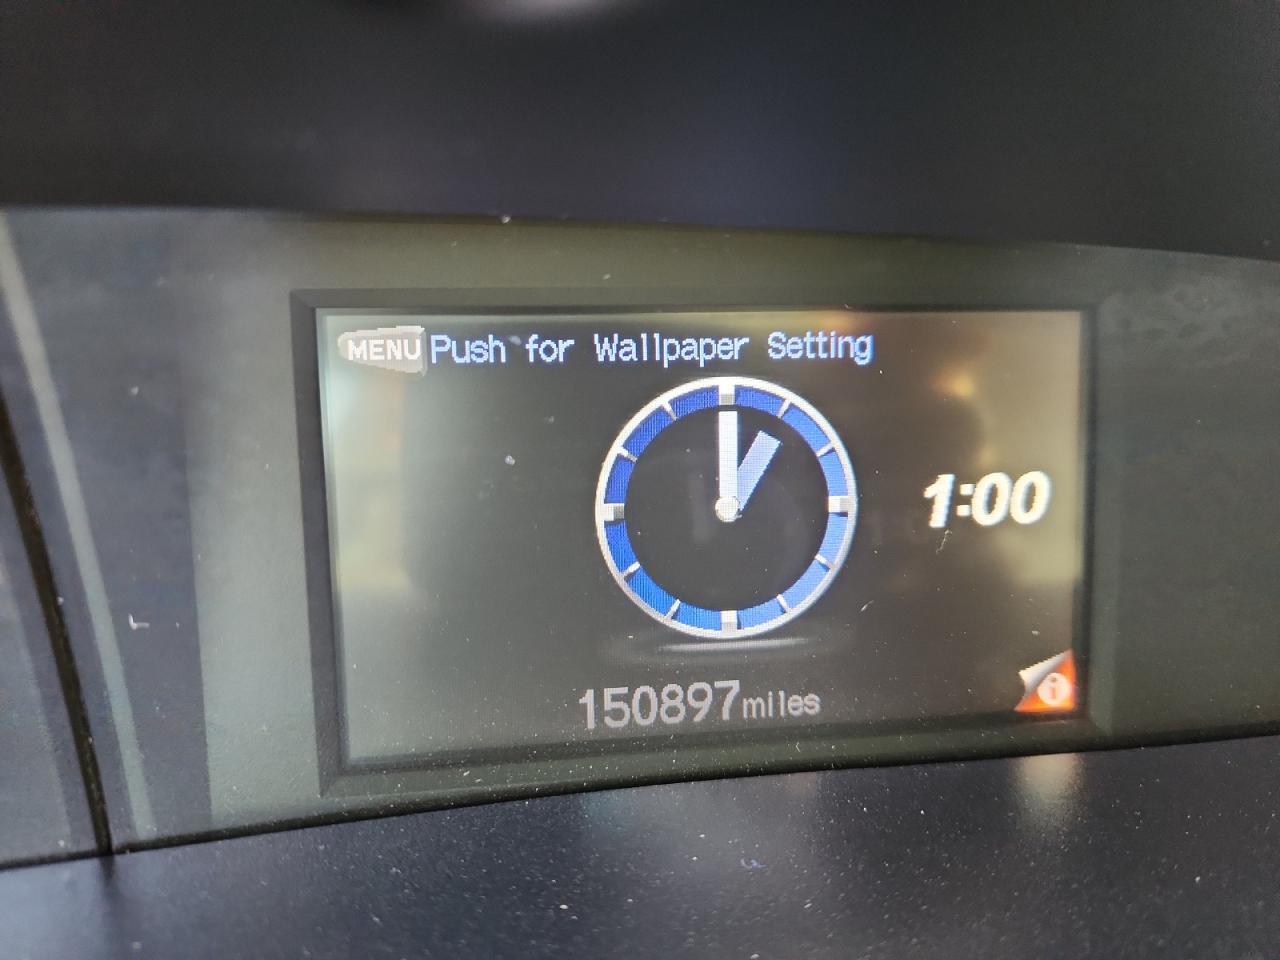 MENU Push for Wallpaper Setting
1:00
150897miles
i